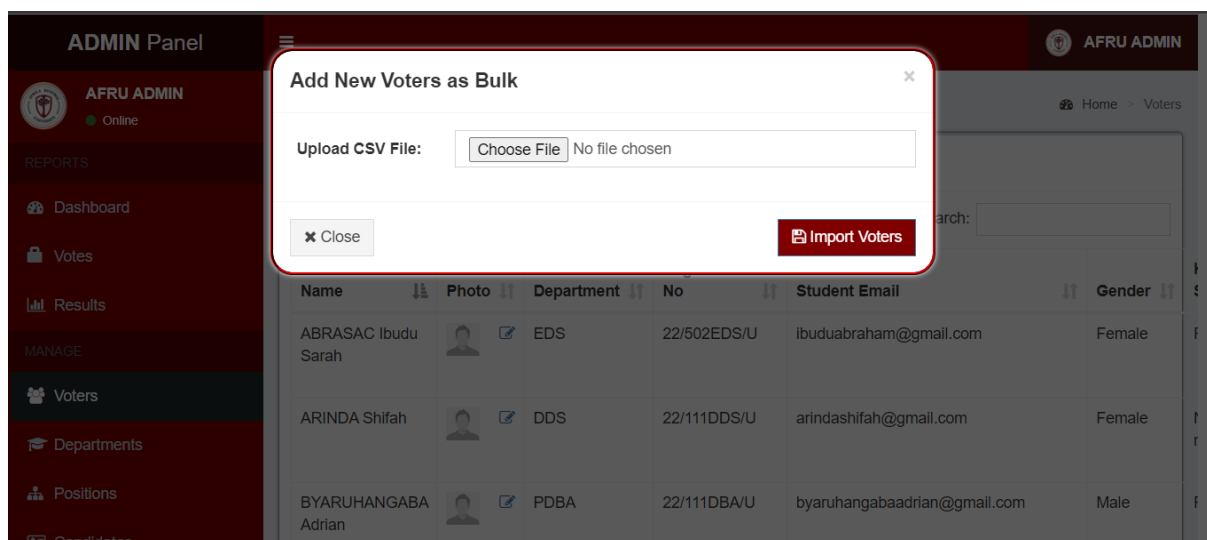 ADMIN Panel
AFRU ADMIN
AFRU ADMIN
Online
Home > Voters
REPORTS
Dashboard
Votes
Results
MANAGE
Voters
Departments
Positions
Add New Voters as Bulk ×
Upload CSV File: Choose File No file chosen
Close Import Voters
arch:
Name Photo Department No Student Email Gender
ABRASAC Ibudu EDS 22/502EDS/U ibuduabraham@gmail.com Female
Sarah
ARINDA Shifah DDS 22/111DDS/U arindashifah@gmail.com Female
BYARUHANGABA PDBA 22/111DBA/U byaruhangabaadrian@gmail.com Male
Adrian